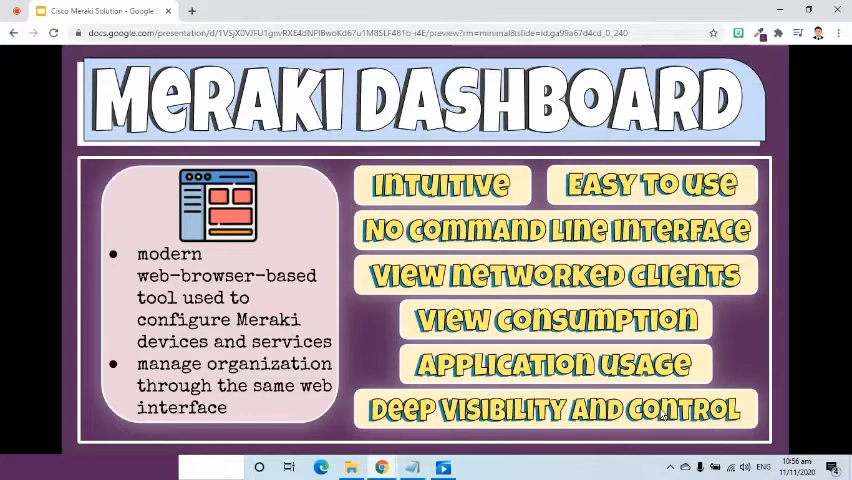 Cisco Meraki Solution - Google S
docs.google.com/presentation/d/1VSjX0VJFU1gnvRXE4dNPlBwoKd67u1M8SLF481b-i4E/preview?rm=minimal&slide=id.ga99a67d4cd_0_240
MERAKI DASHBOARD
INTUITIVE
EASY TO USE
NO COMMAND LINE INTERFACE
VIEW NETWORKED CLIENTS
VIEW CONSUMPTION
APPLICATION USAGE
DEEP VISIBILITY AND CONTROL
• modern
web-browser-based
tool used to
configure Meraki
devices and services
• manage organization
through the same web
interface
ENG
10:56 am
11/11/2020
4